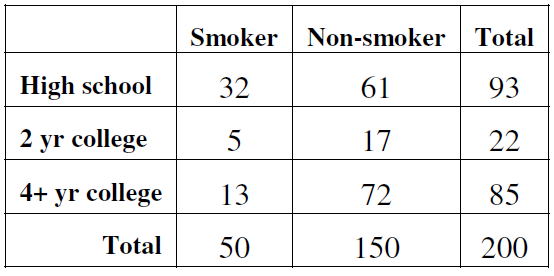 Smoker Non-smoker Total
High school 32 61 93
2 yr college 5 17 22
4+ yr college 13 72 85
Total 50 150 200